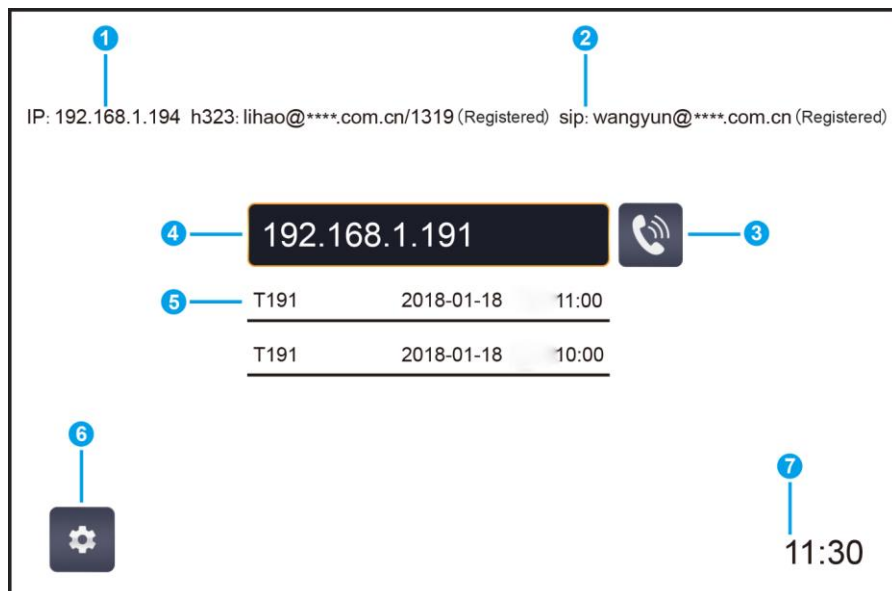 1 2
IP: 192.168.1.194 h323: lihao@****.com.cn/1319 (Registered) sip: wangyun@****.com.cn (Registered)
4 192.168.1.191 3
5 T191 2018-01-18 11:00
T191 2018-01-18 10:00
6
7
11:30